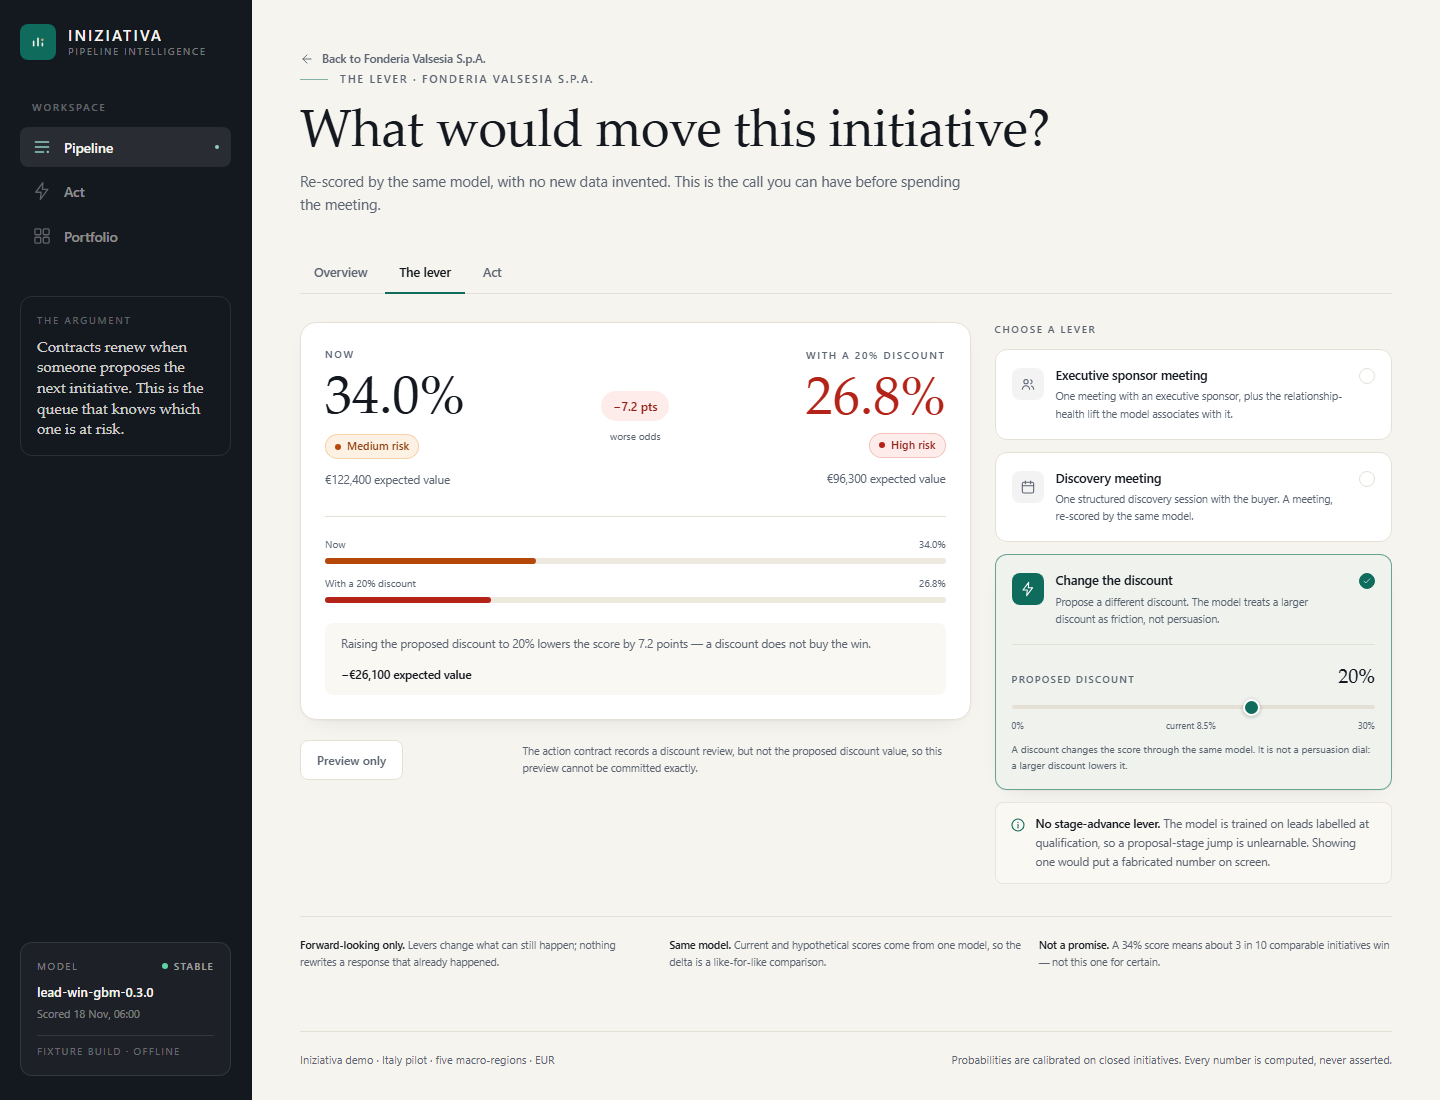 INIZIATIVA
PIPELINE INTELLIGENCE
WORKSPACE
Pipeline
Act
Portfolio
THE ARGUMENT
Contracts renew when
someone proposes the
next initiative. This is the
queue that knows which
one is at risk.
MODEL
STABLE
lead-win-gbm-0.3.0
Scored 18 Nov, 06:00
FIXTURE BUILD · OFFLINE
Back to Fonderia Valsesia S.p.A.
THE LEVER · FONDERIA VALSESIA S.P.A.
What would move this initiative?
Re-scored by the same model, with no new data invented. This is the call you can have before spending
the meeting.
Overview
The lever
Act
NOW
34.0%
Medium risk
€122,400 expected value
−7.2 pts
worse odds
WITH A 20% DISCOUNT
26.8%
High risk
€96,300 expected value
Now
34.0%
With a 20% discount
26.8%
Raising the proposed discount to 20% lowers the score by 7.2 points — a discount does not buy the win.
−€26,100 expected value
Preview only
The action contract records a discount review, but not the proposed discount value, so this
preview cannot be committed exactly.
CHOOSE A LEVER
Executive sponsor meeting
One meeting with an executive sponsor, plus the relationship-
health lift the model associates with it.
Discovery meeting
One structured discovery session with the buyer. A meeting,
re-scored by the same model.
Change the discount
Propose a different discount. The model treats a larger
discount as friction, not persuasion.
PROPOSED DISCOUNT
20%
0%
current 8.5%
30%
A discount changes the score through the same model. It is not a persuasion dial:
a larger discount lowers it.
No stage-advance lever. The model is trained on leads labelled at
qualification, so a proposal-stage jump is unlearnable. Showing
one would put a fabricated number on screen.
Forward-looking only. Levers change what can still happen; nothing
rewrites a response that already happened.
Same model. Current and hypothetical scores come from one model, so the
delta is a like-for-like comparison.
Not a promise. A 34% score means about 3 in 10 comparable initiatives win
— not this one for certain.
Iniziativa demo · Italy pilot · five macro-regions · EUR
Probabilities are calibrated on closed initiatives. Every number is computed, never asserted.